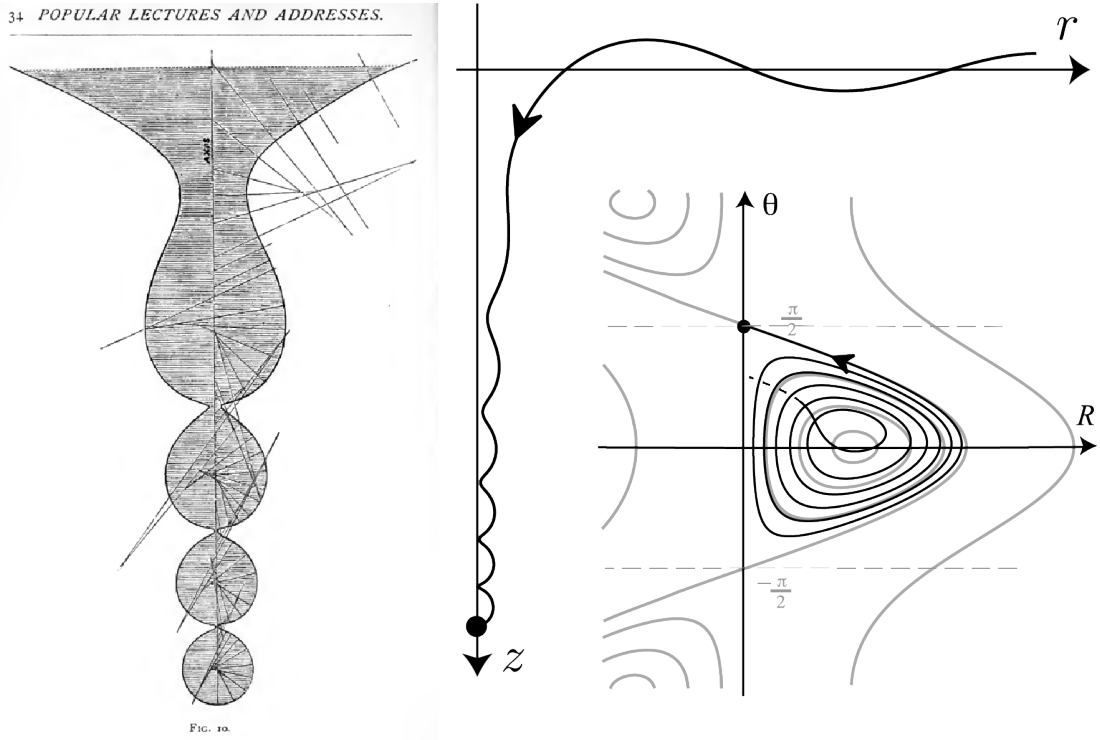 34 POPULAR LECTURES AND ADDRESSES.
AXIS
FIG. 10.
r
z
θ
π/2
R
-π/2